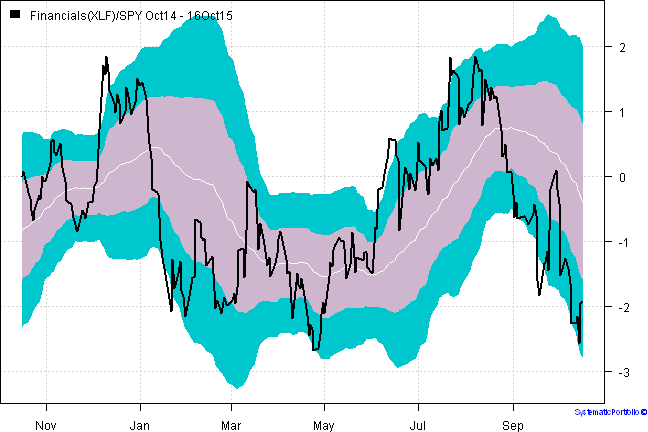 Financials(XLF)/SPY Oct14 - 16Oct15
2
1
0
-1
-2
-3
Nov Jan Mar May Jul Sep
SystematicPortfolio ©